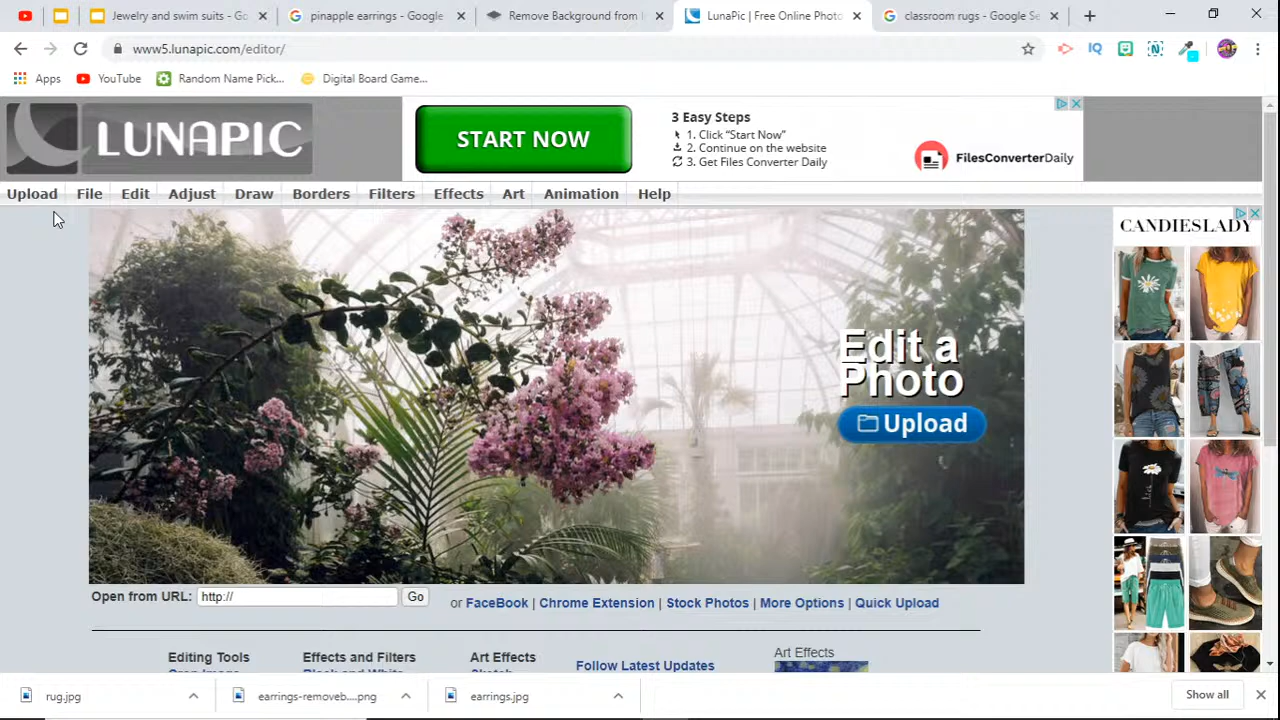 Jewelry and swim suits - Go
pinapple earrings - Google
Remove Background from I
LunaPic | Free Online Photo
classroom rugs - Google Se
www5.lunapic.com/editor/
IQ
N
Apps
YouTube
Random Name Pick...
Digital Board Game...
LUNAPIC
START NOW
3 Easy Steps
1. Click "Start Now"
2. Continue on the website
3. Get Files Converter Daily
FilesConverterDaily
Upload File Edit Adjust Draw Borders Filters Effects Art Animation Help
CANDIESLADY
Edit a
Photo
Upload
Open from URL: http:// Go or FaceBook | Chrome Extension | Stock Photos | More Options | Quick Upload
Editing Tools
Effects and Filters
Art Effects
Follow Latest Updates
Art Effects
rug.jpg
earrings-removeb....png
earrings.jpg
Show all